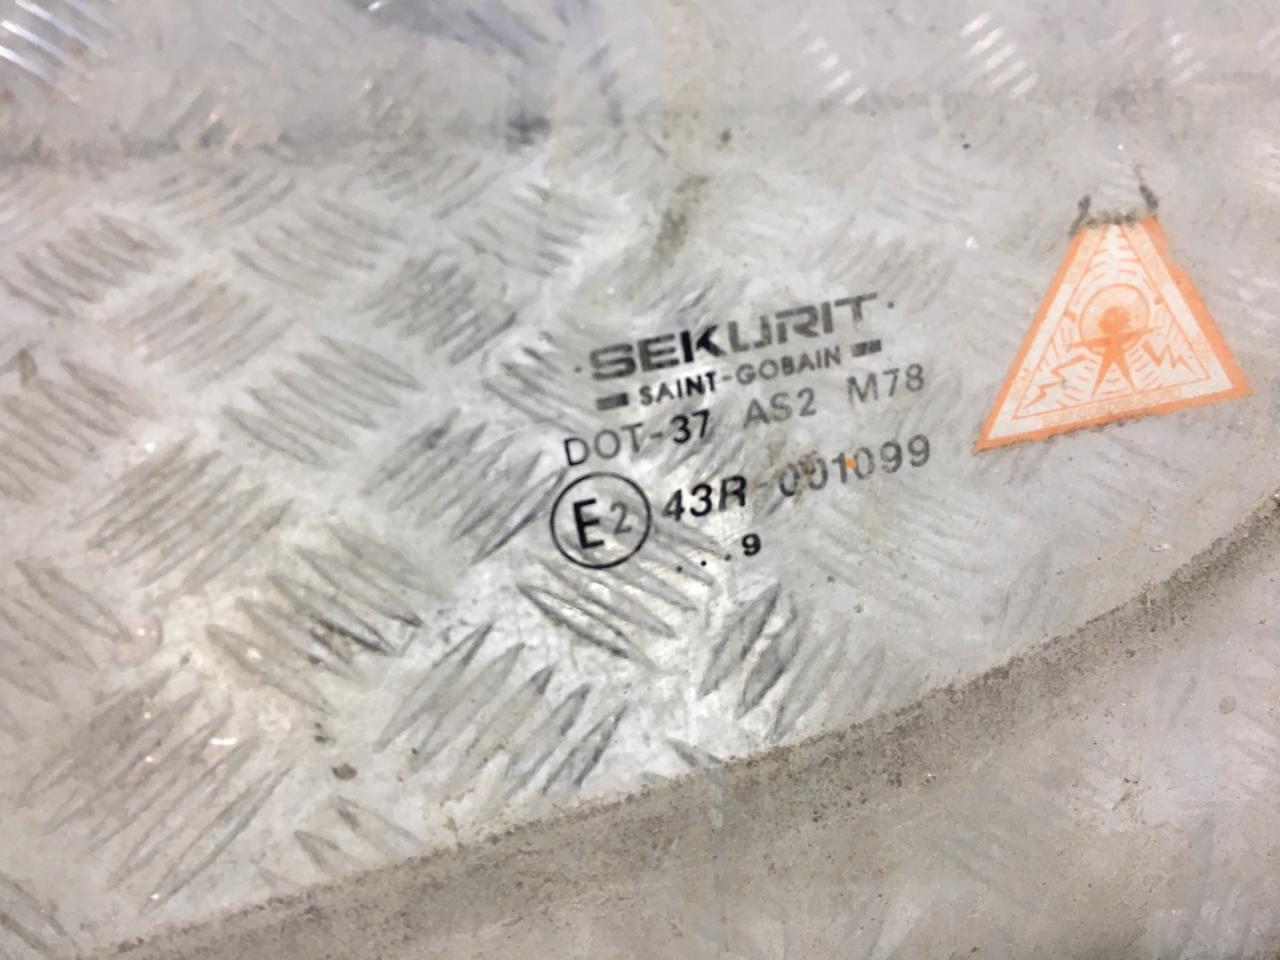 SEKURIT
SAINT-GOBAIN
DOT-37 AS2 M78
E2 43R-001099
...9